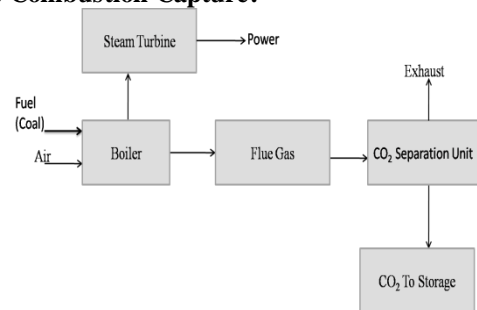 Combustion Capture:
Steam Turbine
Power
Exhaust
Fuel
(Coal)
Air
Boiler
Flue Gas
CO₂ Separation Unit
CO₂ To Storage